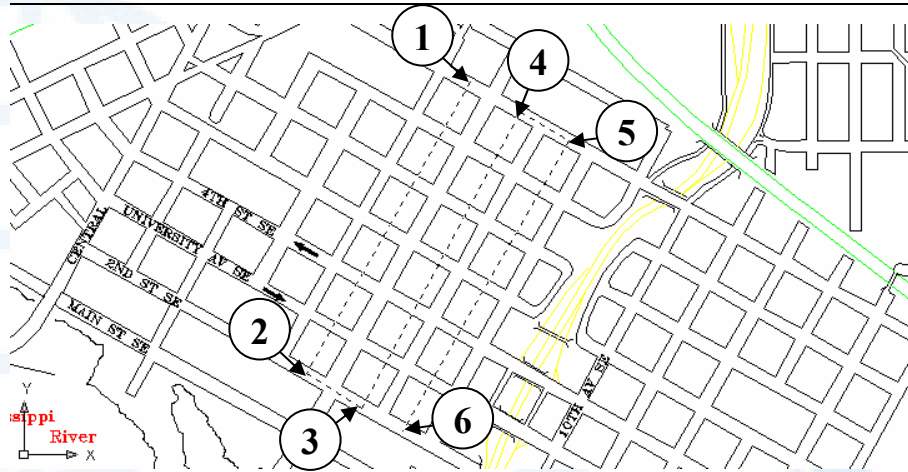 1
4
5
4TH ST SE
UNIVERSITY AV SE
CENTRAL
2ND ST SE
MAIN ST SE
2
10TH AV SE
3
6
Y
ssippi
River
X